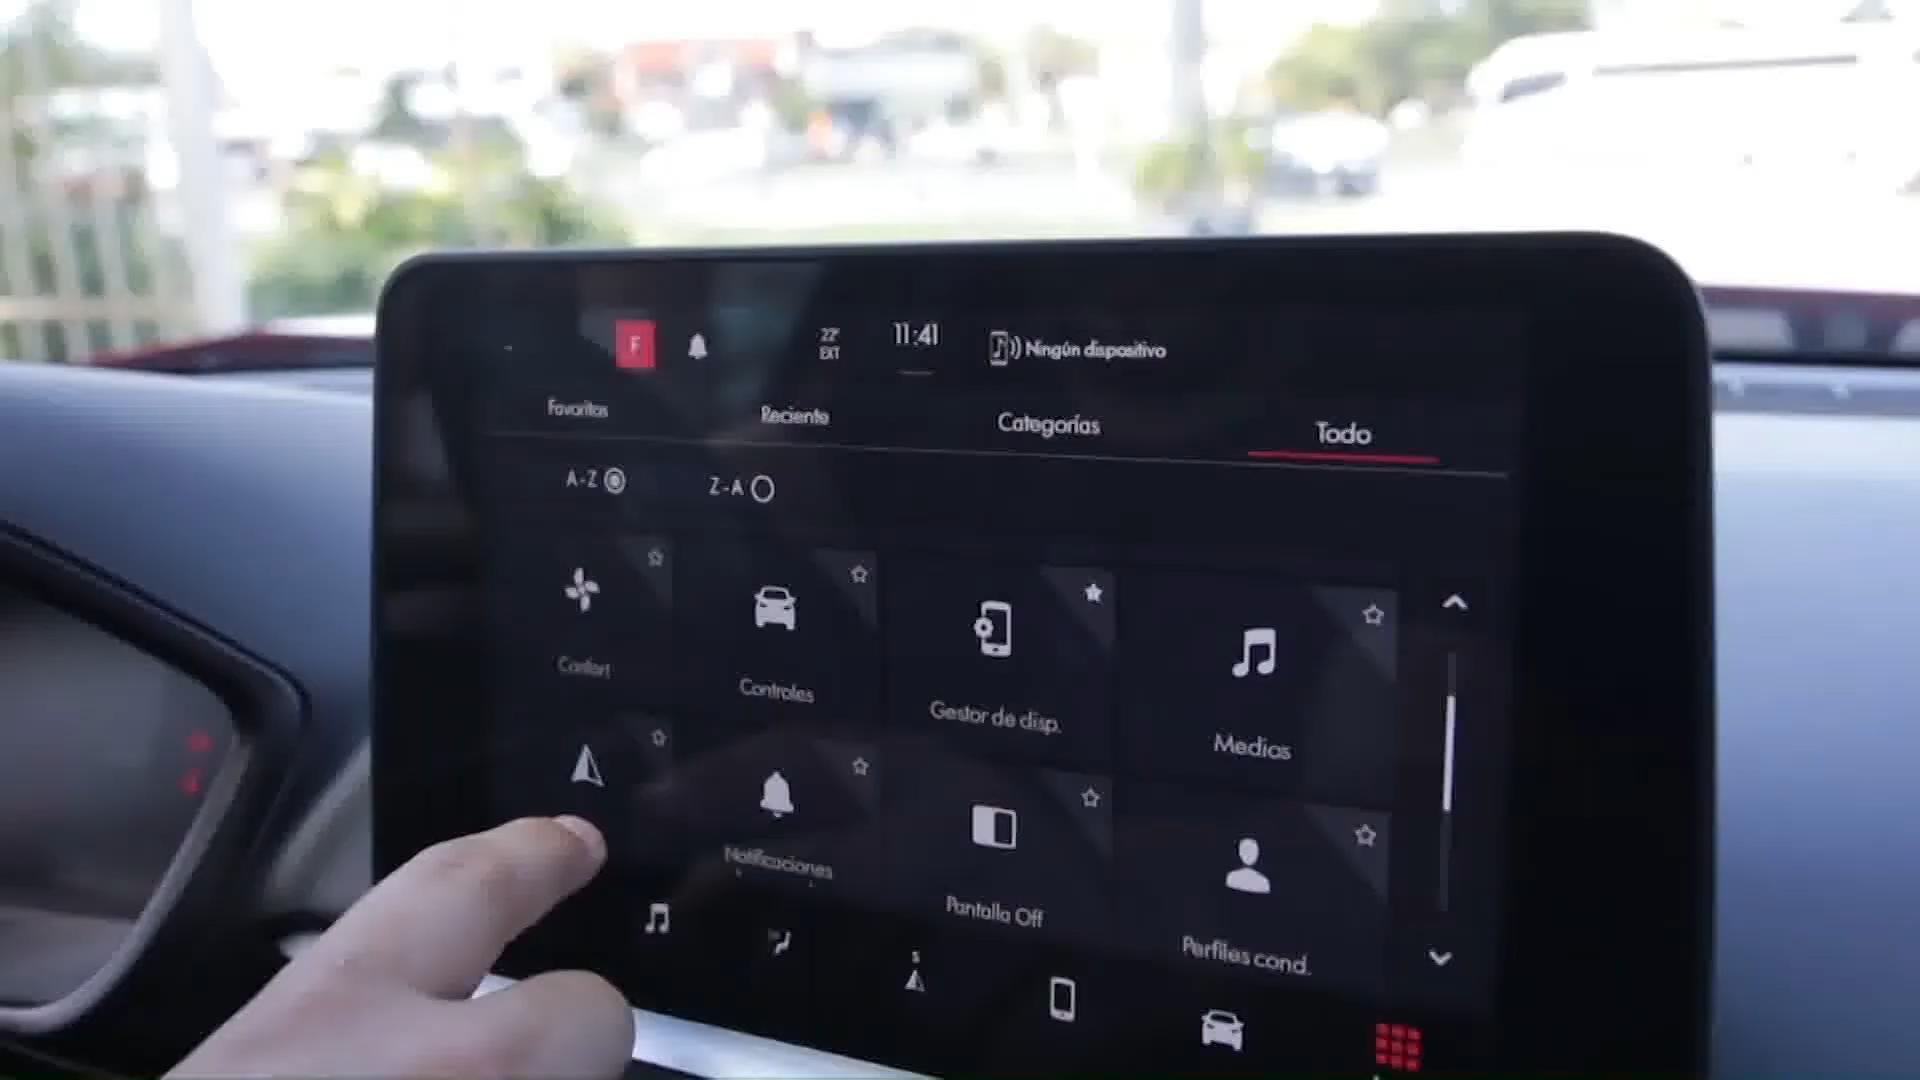 F
22°
EXT
11:41
Ningún dispositivo
Favoritos
Reciente
Categorías
Todo
A-Z
Z-A
Confort
Controles
Gestor de disp.
Medios
Notificaciones
Pantalla Off
Perfiles cond.
S